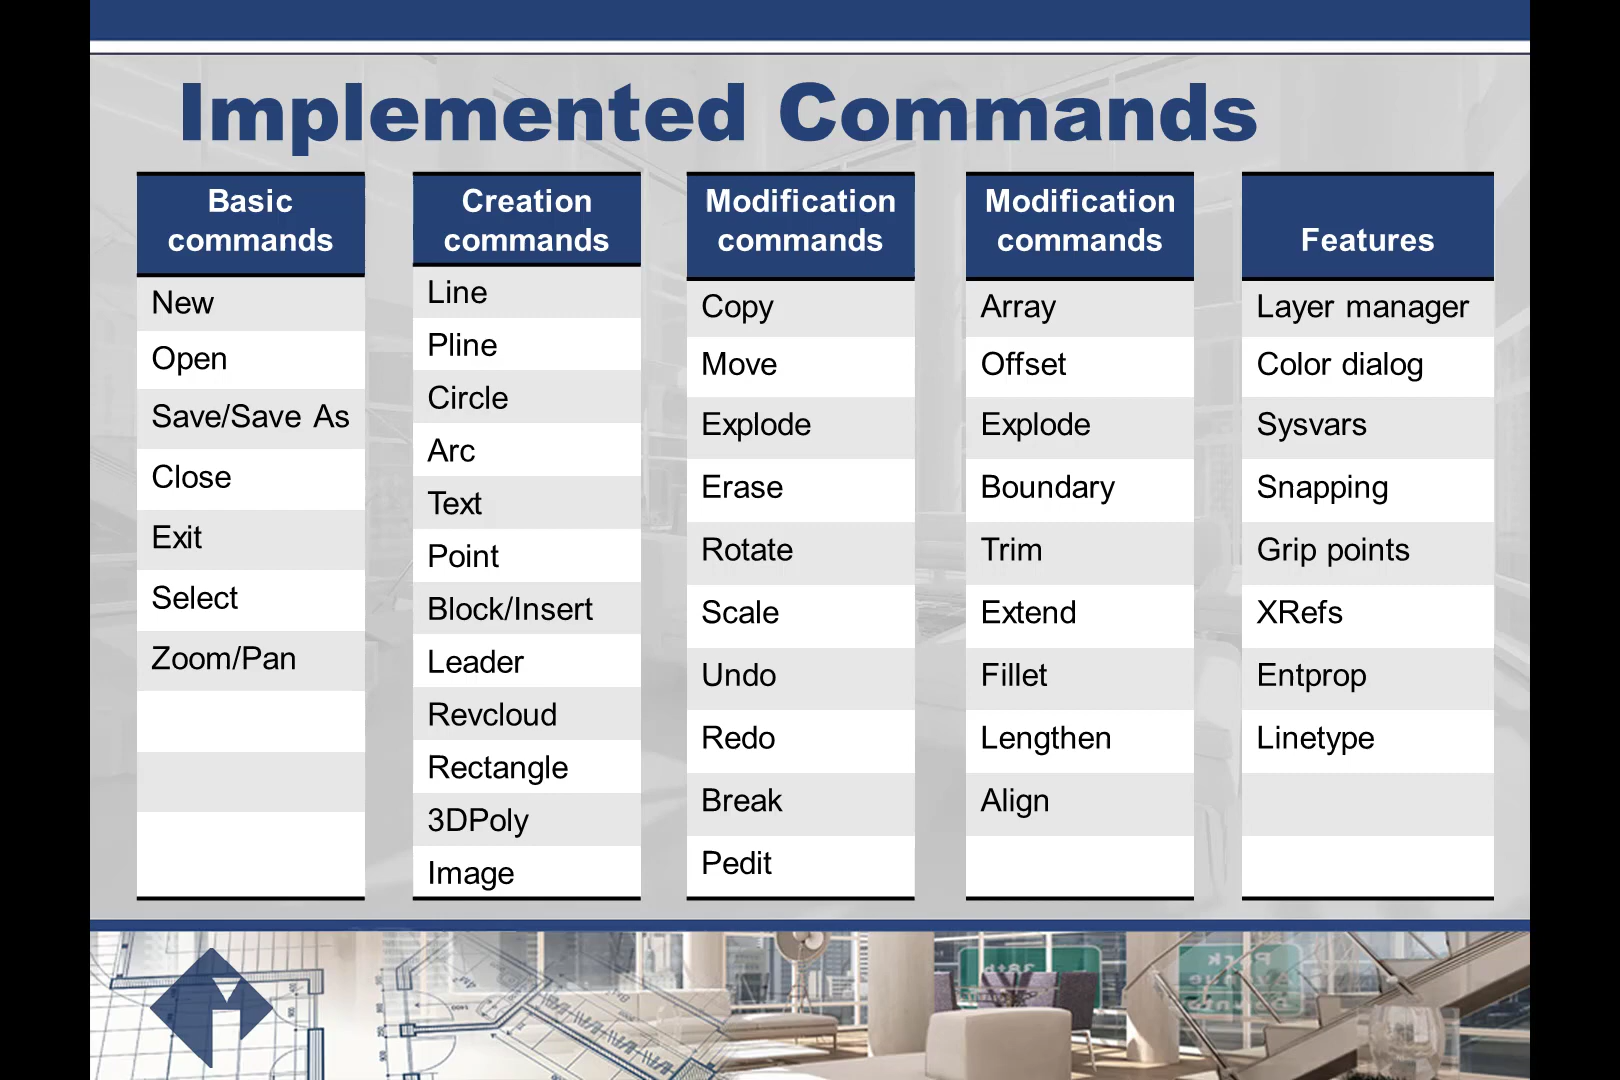 Implemented Commands
Basic
commands
New
Open
Save/Save As
Close
Exit
Select
Zoom/Pan
Creation
commands
Line
Pline
Circle
Arc
Text
Point
Block/Insert
Leader
Revcloud
Rectangle
3DPoly
Image
Modification
commands
Copy
Move
Explode
Erase
Rotate
Scale
Undo
Redo
Break
Pedit
Modification
commands
Array
Offset
Explode
Boundary
Trim
Extend
Fillet
Lengthen
Align
Features
Layer manager
Color dialog
Sysvars
Snapping
Grip points
XRefs
Entprop
Linetype
38th
Park